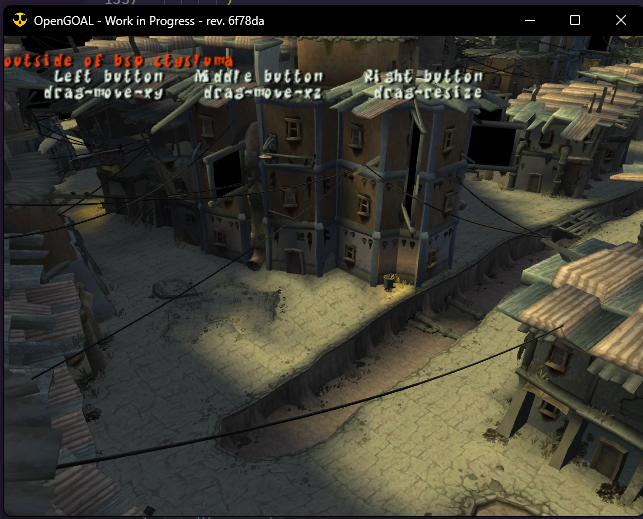 1337 )
OpenGOAL - Work in Progress - rev. 6f78da
outside of bsp ctysluma
Left button Middle button Right button
drag-move-xy drag-move-xz drag-resize